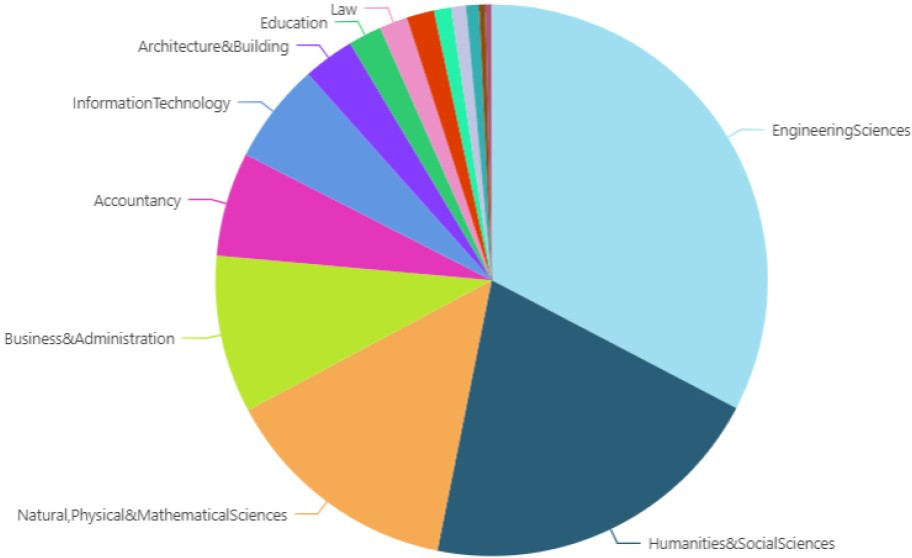 Law
Education
Architecture&Building
InformationTechnology
EngineeringSciences
Accountancy
Business&Administration
Natural,Physical&MathematicalSciences
Humanities&SocialSciences